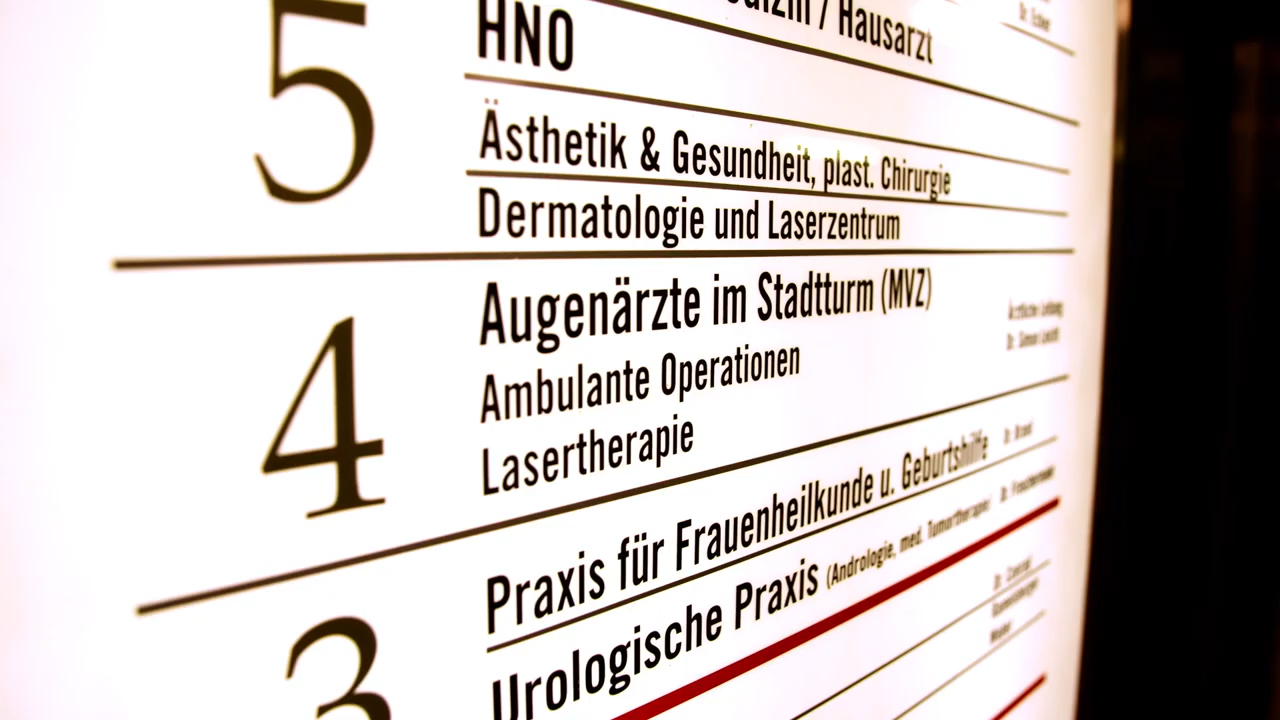 / Hausarzt
5
HNO
Ästhetik & Gesundheit, plast. Chirurgie
Dermatologie und Laserzentrum
4
Augenärzte im Stadtturm (MVZ)
Ambulante Operationen
Lasertherapie
3
Praxis für Frauenheilkunde u. Geburtshilfe
Urologische Praxis (Andrologie, med. Tumortherapie)